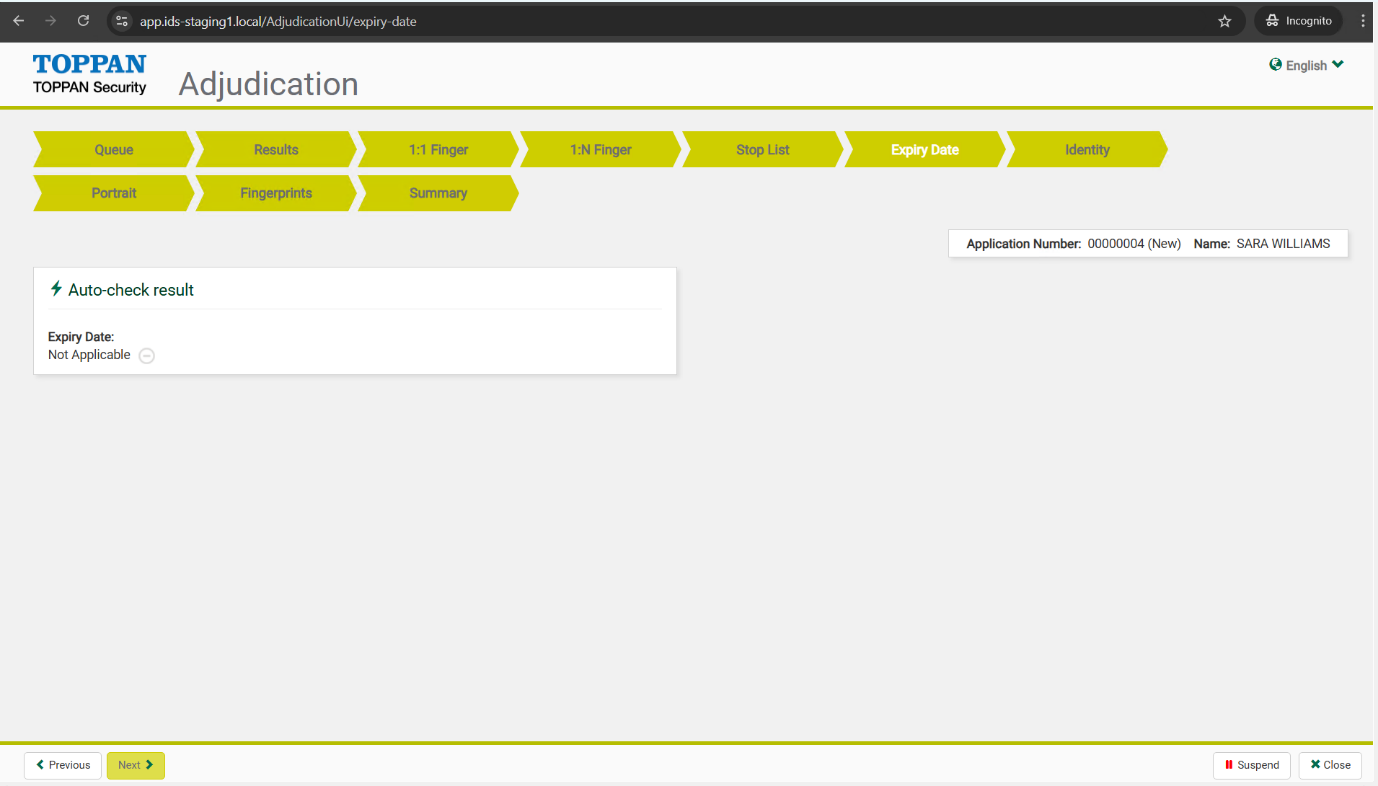 app.ids-staging1.local/AdjudicationUi/expiry-date
Incognito
TOPPAN
TOPPAN Security
Adjudication
English
Queue
Results
1:1 Finger
1:N Finger
Stop List
Expiry Date
Identity
Portrait
Fingerprints
Summary
Application Number: 00000004 (New) Name: SARA WILLIAMS
Auto-check result
Expiry Date:
Not Applicable
Previous
Next
Suspend
Close